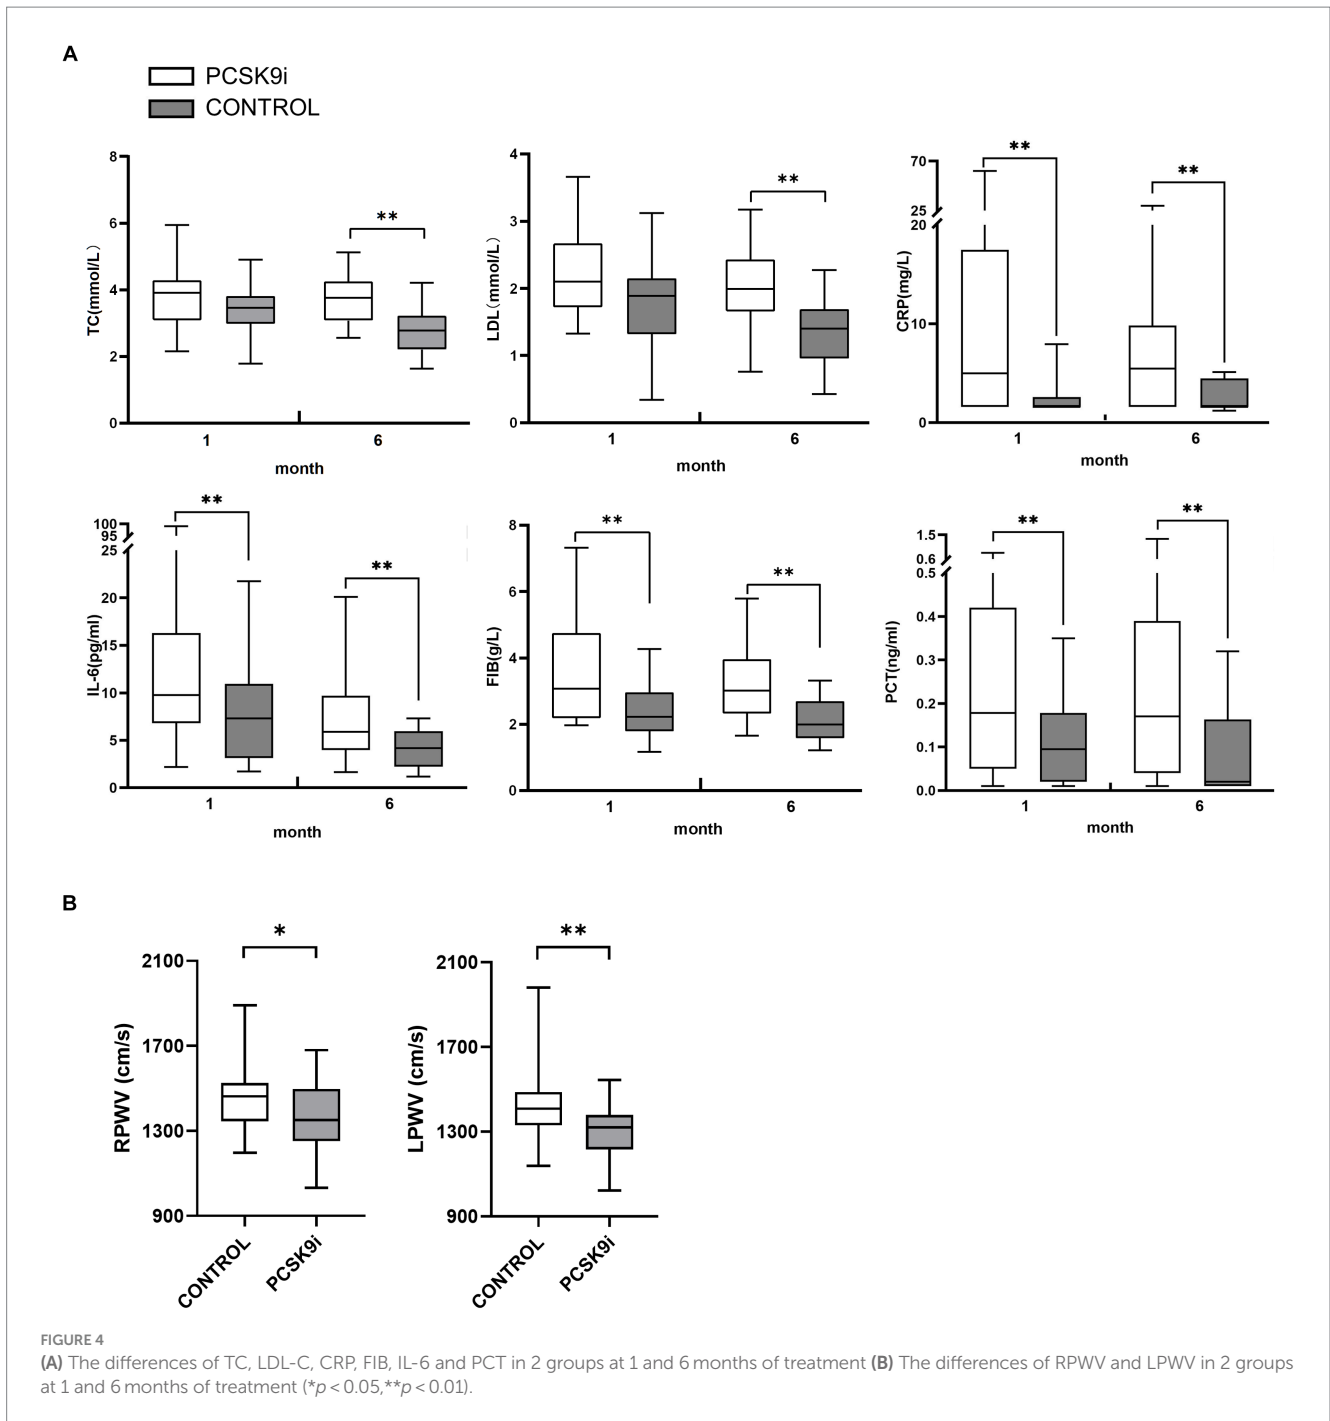 A
PCSK9i
CONTROL
TC(mmol/L)
8
6
4
2
0
**
1
6
month
LDL(mmol/L)
4
3
2
1
0
**
1
6
month
CRP(mg/L)
70
25
20
10
0
**
**
1
6
month
IL-6(pg/ml)
100
95
25
20
15
10
5
0
**
**
1
6
month
FIB(g/L)
8
6
4
2
0
**
**
1
6
month
PCT(ng/ml)
1.5
0.6
0.5
0.4
0.3
0.2
0.1
0.0
**
**
1
6
month
B
RPWV (cm/s)
2100
1700
1300
900
*
CONTROL
PCSK9i
LPWV (cm/s)
2100
1700
1300
900
**
CONTROL
PCSK9i
FIGURE 4
(A) The differences of TC, LDL-C, CRP, FIB, IL-6 and PCT in 2 groups at 1 and 6 months of treatment (B) The differences of RPWV and LPWV in 2 groups
at 1 and 6 months of treatment (*p < 0.05,**p < 0.01).